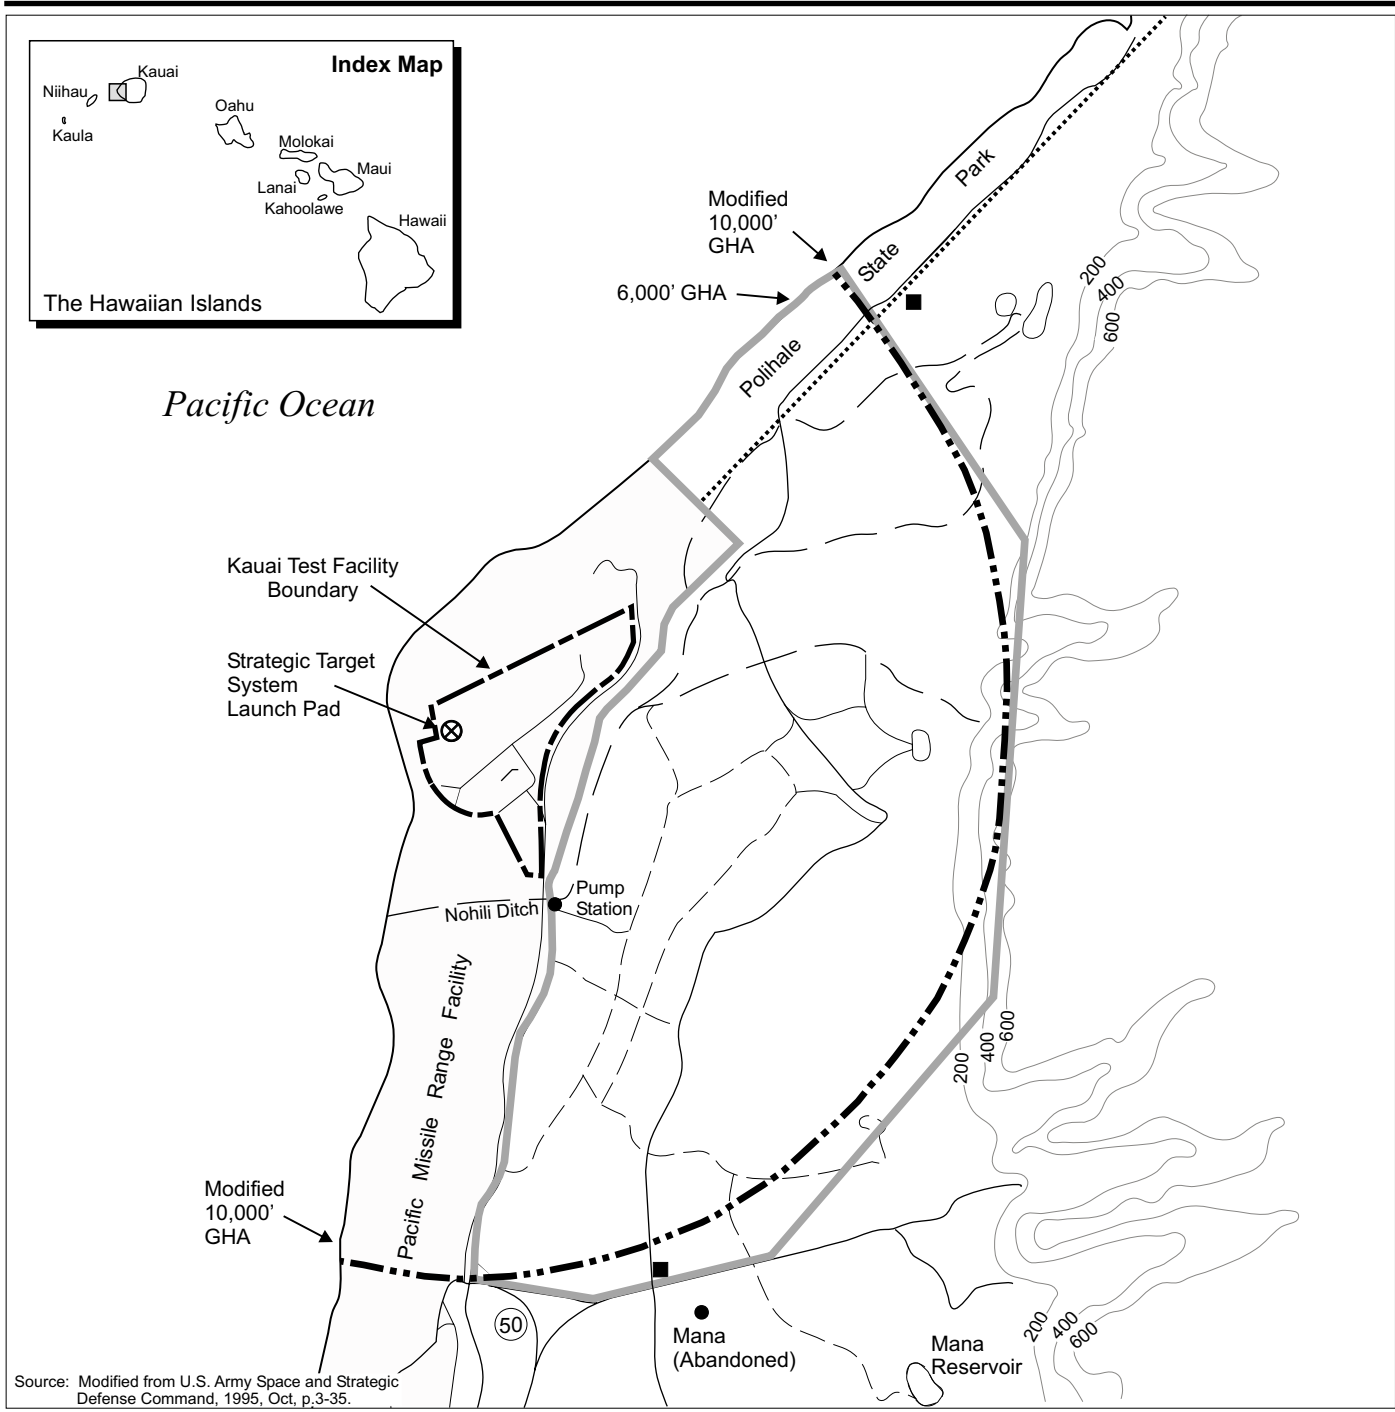 Index Map
Kauai
Niihau
Kaula
Oahu
Molokai
Maui
Lanai
Kahoolawe
Hawaii
The Hawaiian Islands
Park
Modified
10,000’
GHA
State
6,000’ GHA
200
400
600
Polihale
Pacific Ocean
Kauai Test Facility
Boundary
Strategic Target
System
Launch Pad
Pump
Station
Nohili Ditch
Pacific Missile Range Facility
200
400
600
Modified
10,000’
GHA
50
Mana
(Abandoned)
Mana
Reservoir
200
400
600
Source: Modified from U.S. Army Space and Strategic
Defense Command, 1995, Oct, p.3-35.